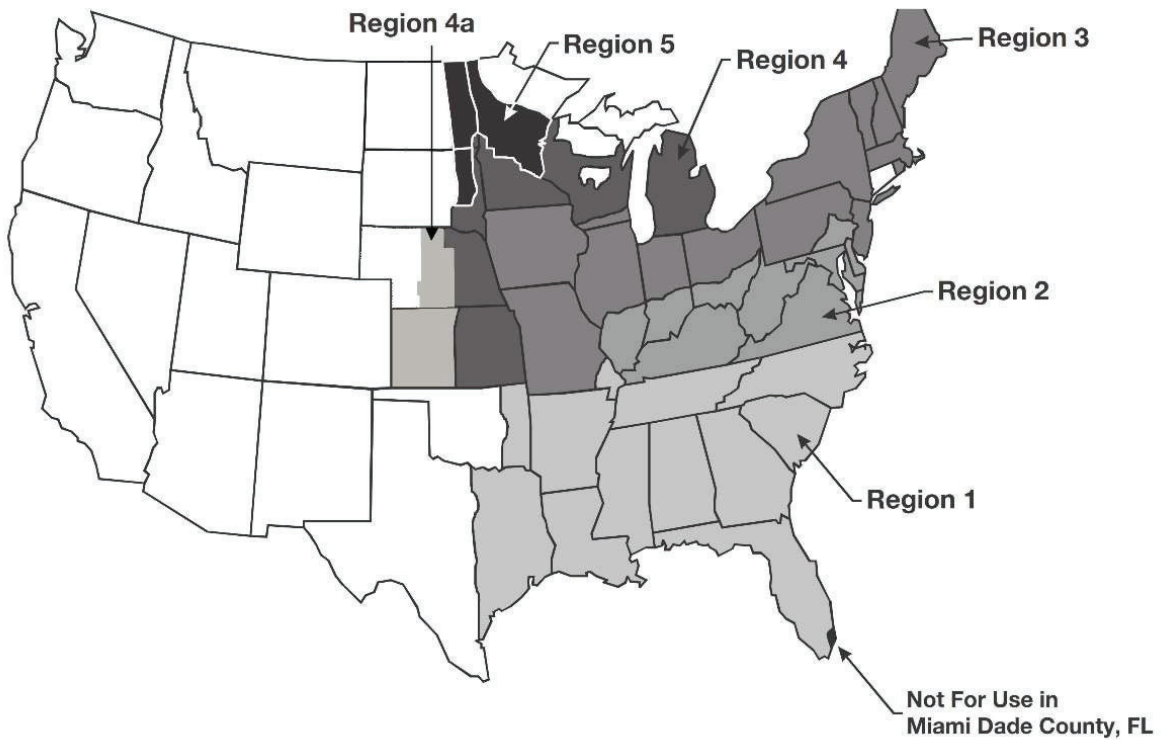 Region 4a
Region 5
Region 4
Region 3
Region 2
Region 1
Not For Use in
Miami Dade County, FL